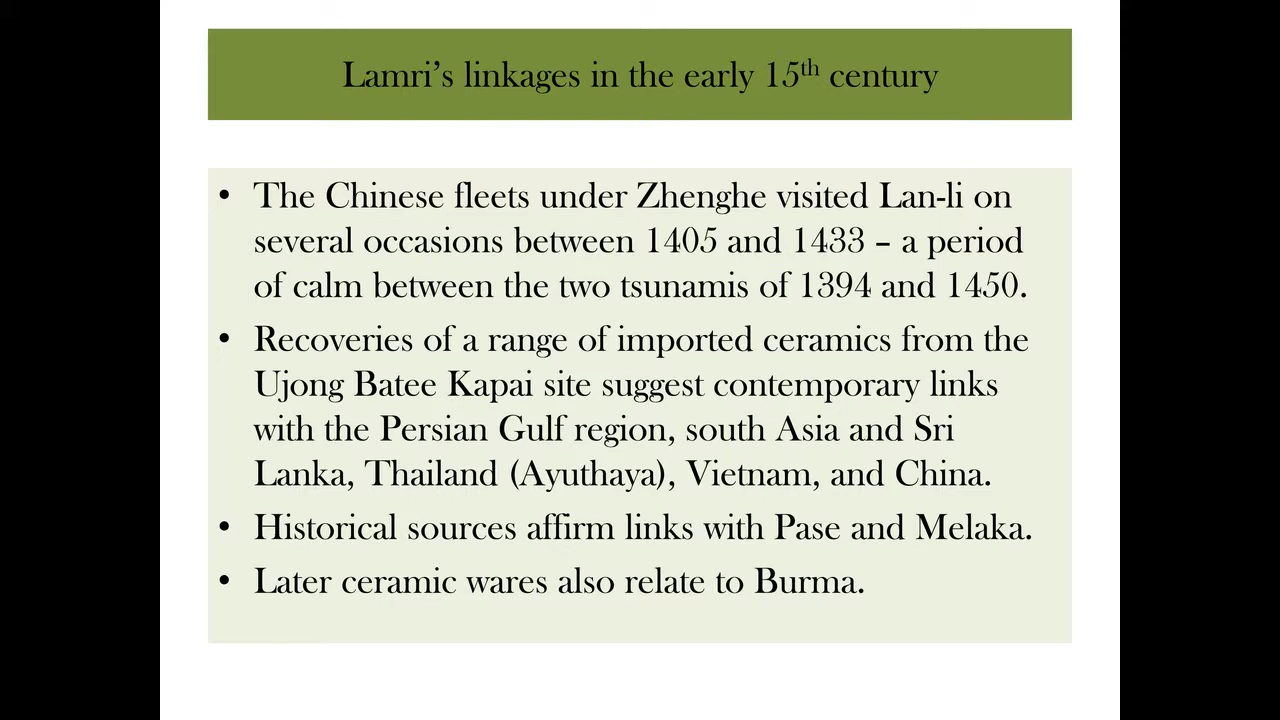 Lamri’s linkages in the early 15th century
• The Chinese fleets under Zhenghe visited Lan-li on
several occasions between 1405 and 1433 – a period
of calm between the two tsunamis of 1394 and 1450.
• Recoveries of a range of imported ceramics from the
Ujong Batee Kapai site suggest contemporary links
with the Persian Gulf region, south Asia and Sri
Lanka, Thailand (Ayuthaya), Vietnam, and China.
• Historical sources affirm links with Pase and Melaka.
• Later ceramic wares also relate to Burma.